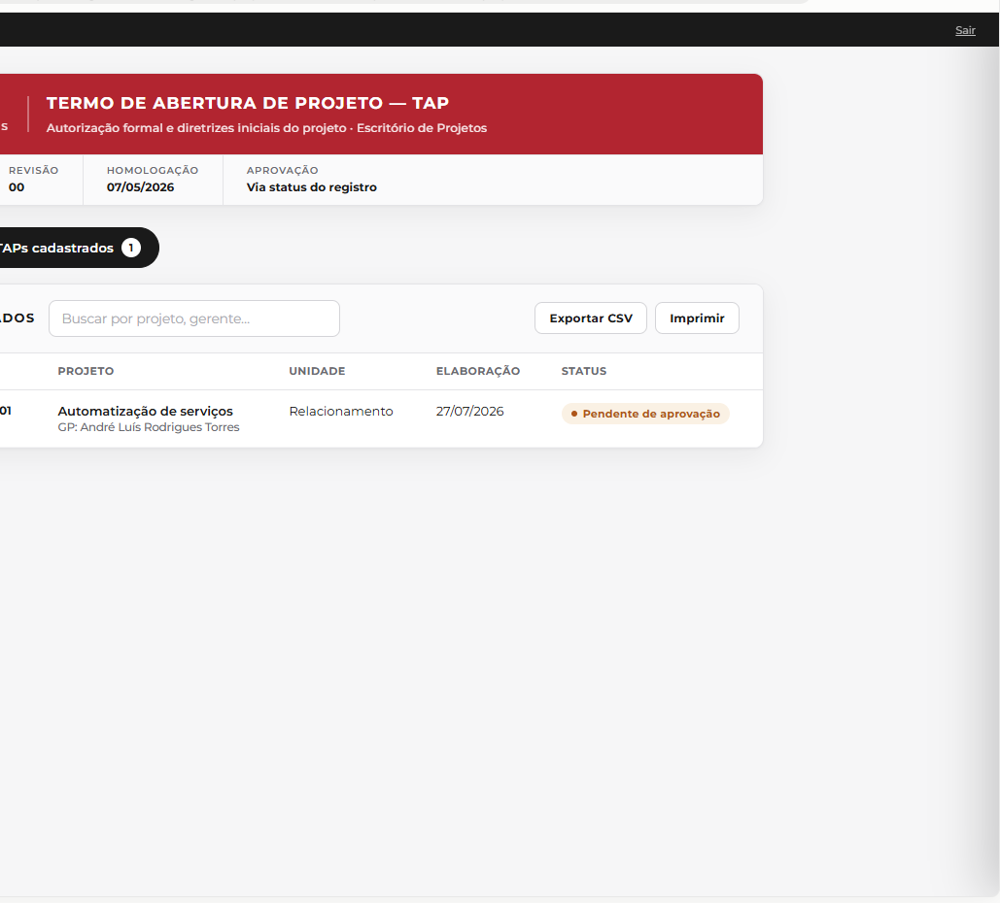 Sair
TERMO DE ABERTURA DE PROJETO — TAP
S
Autorização formal e diretrizes iniciais do projeto · Escritório de Projetos
REVISÃO HOMOLOGAÇÃO APROVAÇÃO
00 07/05/2026 Via status do registro
TAPs cadastrados 1
ADOS Buscar por projeto, gerente... Exportar CSV Imprimir
PROJETO UNIDADE ELABORAÇÃO STATUS
01 Automatização de serviços Relacionamento 27/07/2026 Pendente de aprovação
GP: André Luís Rodrigues Torres